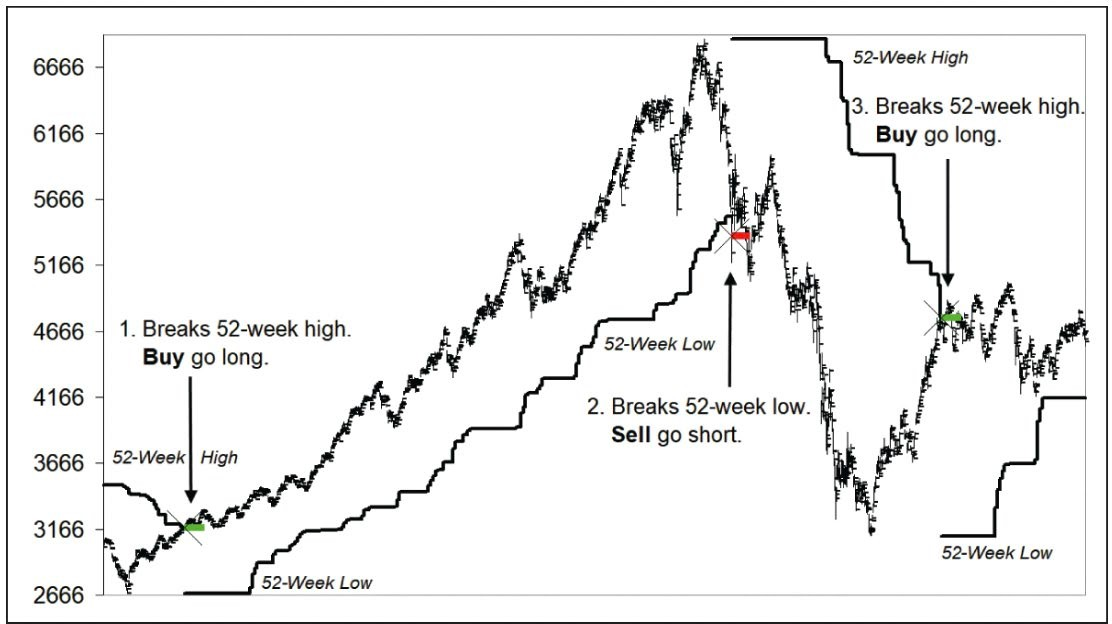 6666
6166
5666
5166
4666
4166
3666
3166
2666
52-Week High
3. Breaks 52-week high.
Buy go long.
1. Breaks 52-week high.
Buy go long.
52-Week Low
2. Breaks 52-week low.
Sell go short.
52-Week High
52-Week Low
52-Week Low